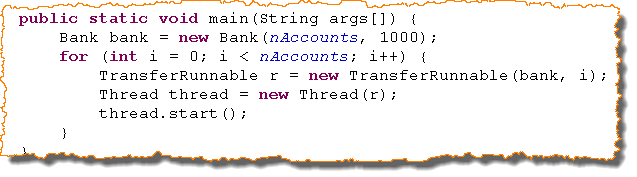 public static void main(String args[]) {
    Bank bank = new Bank(nAccounts, 1000);
    for (int i = 0; i < nAccounts; i++) {
        TransferRunnable r = new TransferRunnable(bank, i);
        Thread thread = new Thread(r);
        thread.start();
    }
}